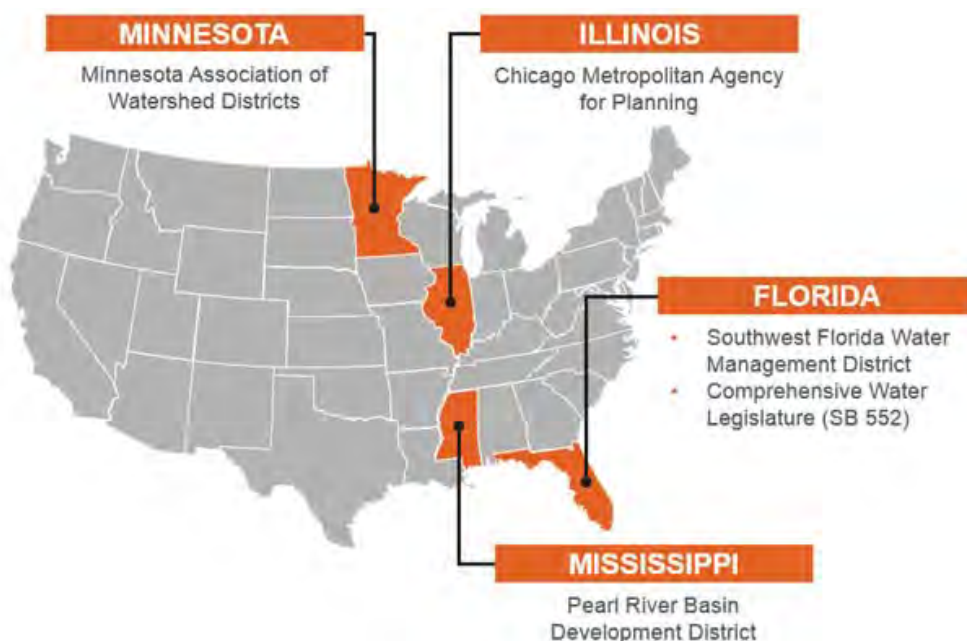 MINNESOTA
Minnesota Association of
Watershed Districts
ILLINOIS
Chicago Metropolitan Agency
for Planning
FLORIDA
• Southwest Florida Water
Management District
• Comprehensive Water
Legislature (SB 552)
MISSISSIPPI
Pearl River Basin
Development District